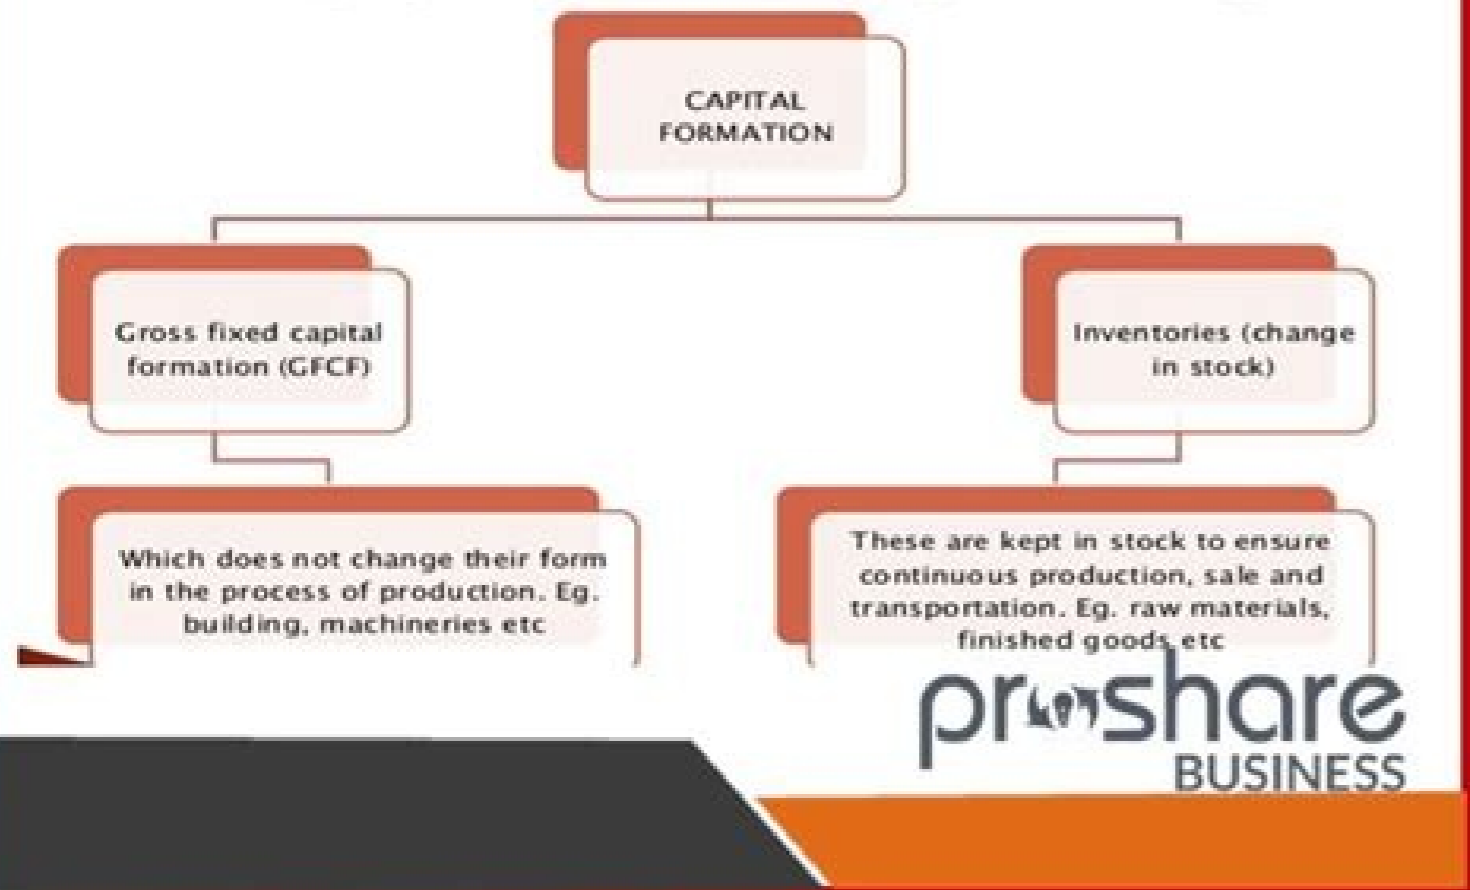 CAPITAL
FORMATION
Gross fixed capital
formation (GFCF)
Inventories (change
in stock)
Which does not change their form
in the process of production. Eg.
building, machineries etc
These are kept in stock to ensure
continuous production, sale and
transportation. Eg. raw materials,
finished goods etc
proshare
BUSINESS